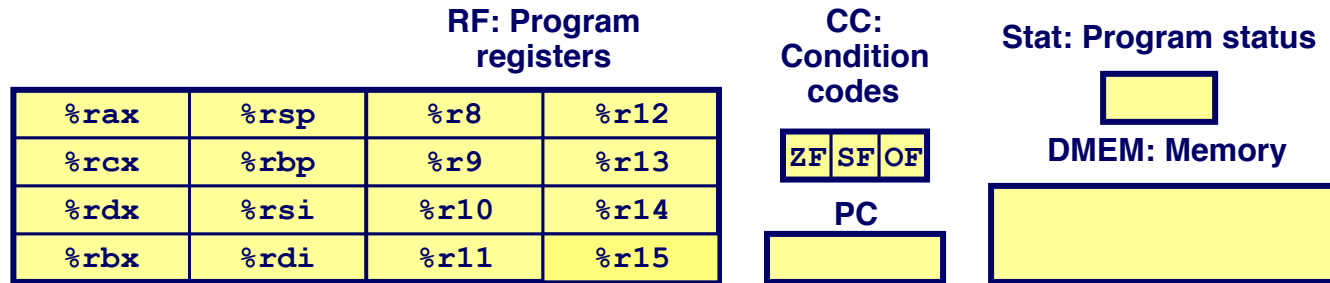 RF: Program
registers
%rax %rsp %r8 %r12
%rcx %rbp %r9 %r13
%rdx %rsi %r10 %r14
%rbx %rdi %r11 %r15
CC:
Condition
codes
ZF SF OF
PC
Stat: Program status
DMEM: Memory